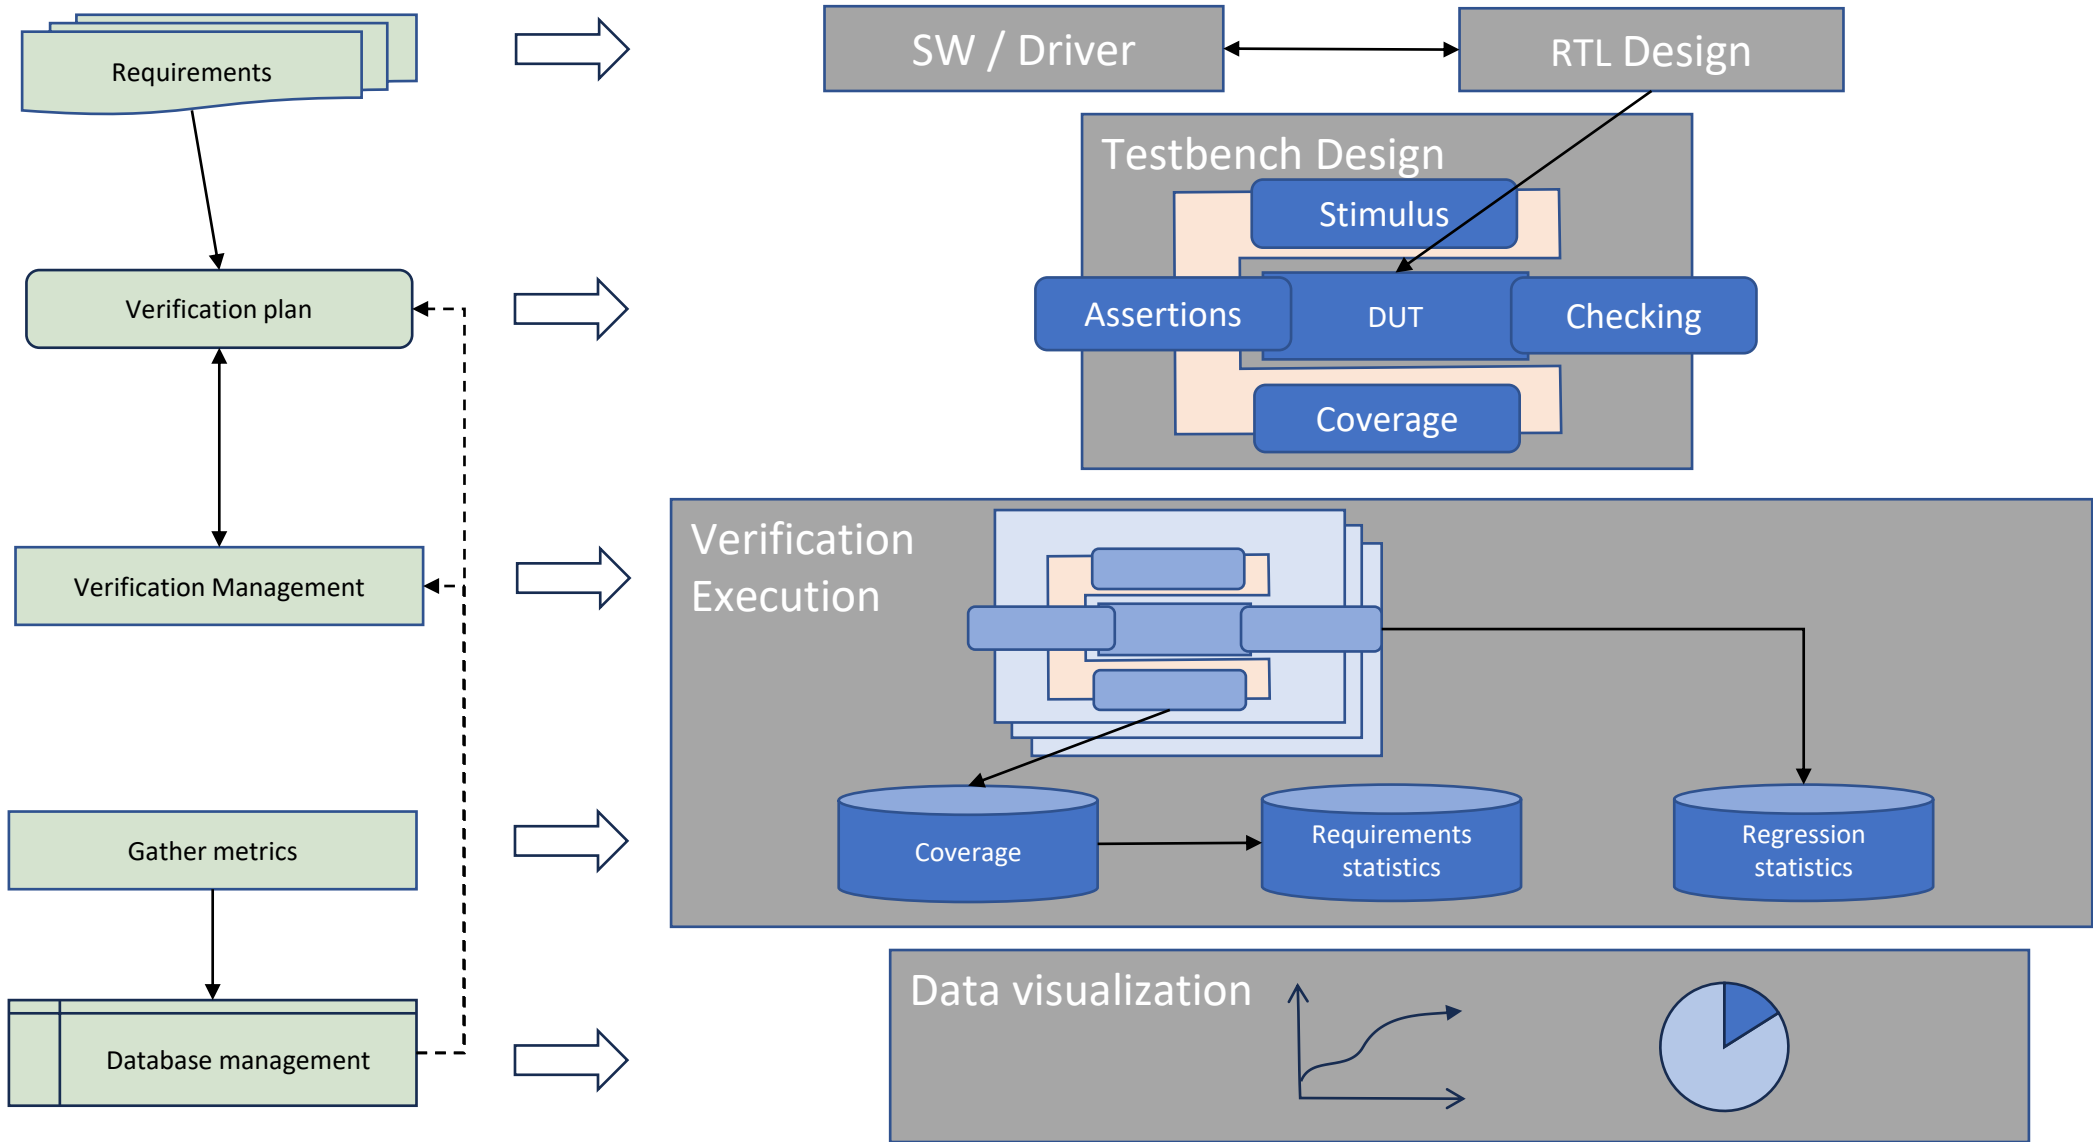 Requirements
SW / Driver
RTL Design
Testbench Design
Stimulus
Verification plan
Assertions
DUT
Checking
Coverage
Verification
Execution
Verification Management
Gather metrics
Coverage
Requirements
statistics
Regression
statistics
Data visualization
Database management